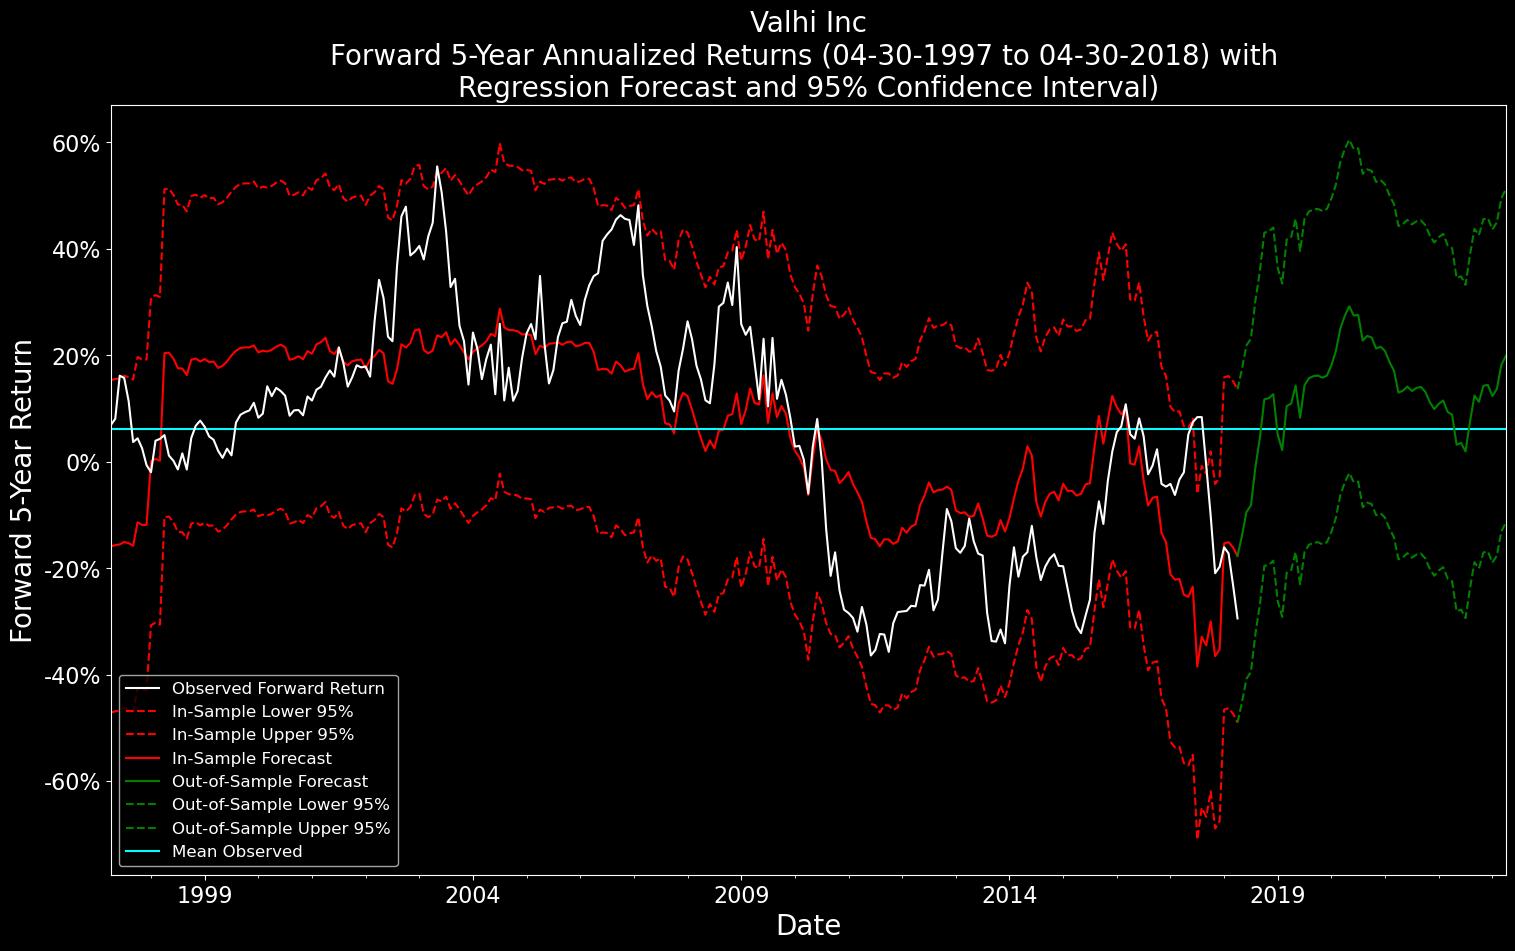 Valhi Inc
Forward 5-Year Annualized Returns (04-30-1997 to 04-30-2018) with
Regression Forecast and 95% Confidence Interval)
Forward 5-Year Return
60%
40%
20%
0%
-20%
-40%
-60%
Observed Forward Return
In-Sample Lower 95%
In-Sample Upper 95%
In-Sample Forecast
Out-of-Sample Forecast
Out-of-Sample Lower 95%
Out-of-Sample Upper 95%
Mean Observed
1999 2004 2009 2014 2019
Date